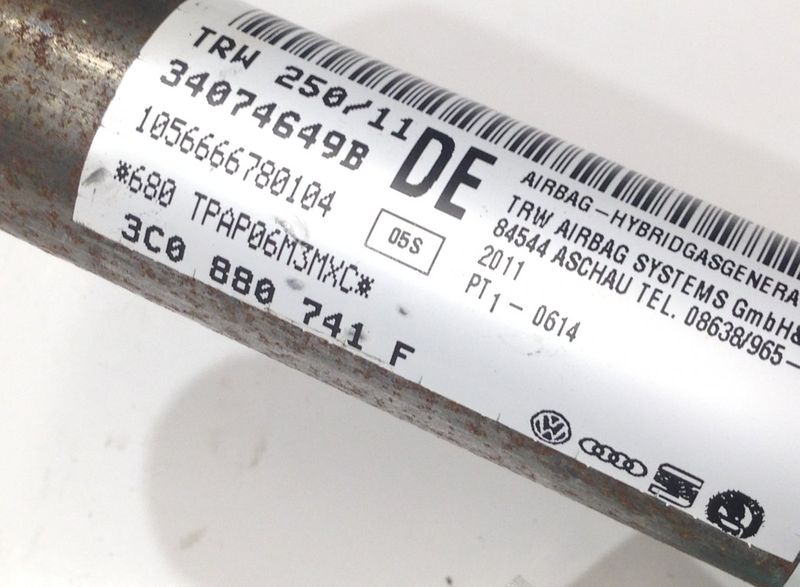 TRW 250/11
34074649B
1056666780104
*680 TPAP06M3MXC*
3C0 880 741 F
DE
05S
AIRBAG-HYBRIDGASGENERA
TRW AIRBAG SYSTEMS GmbH&
84544 ASCHAU TEL. 08638/965-
2011
PT1-0614